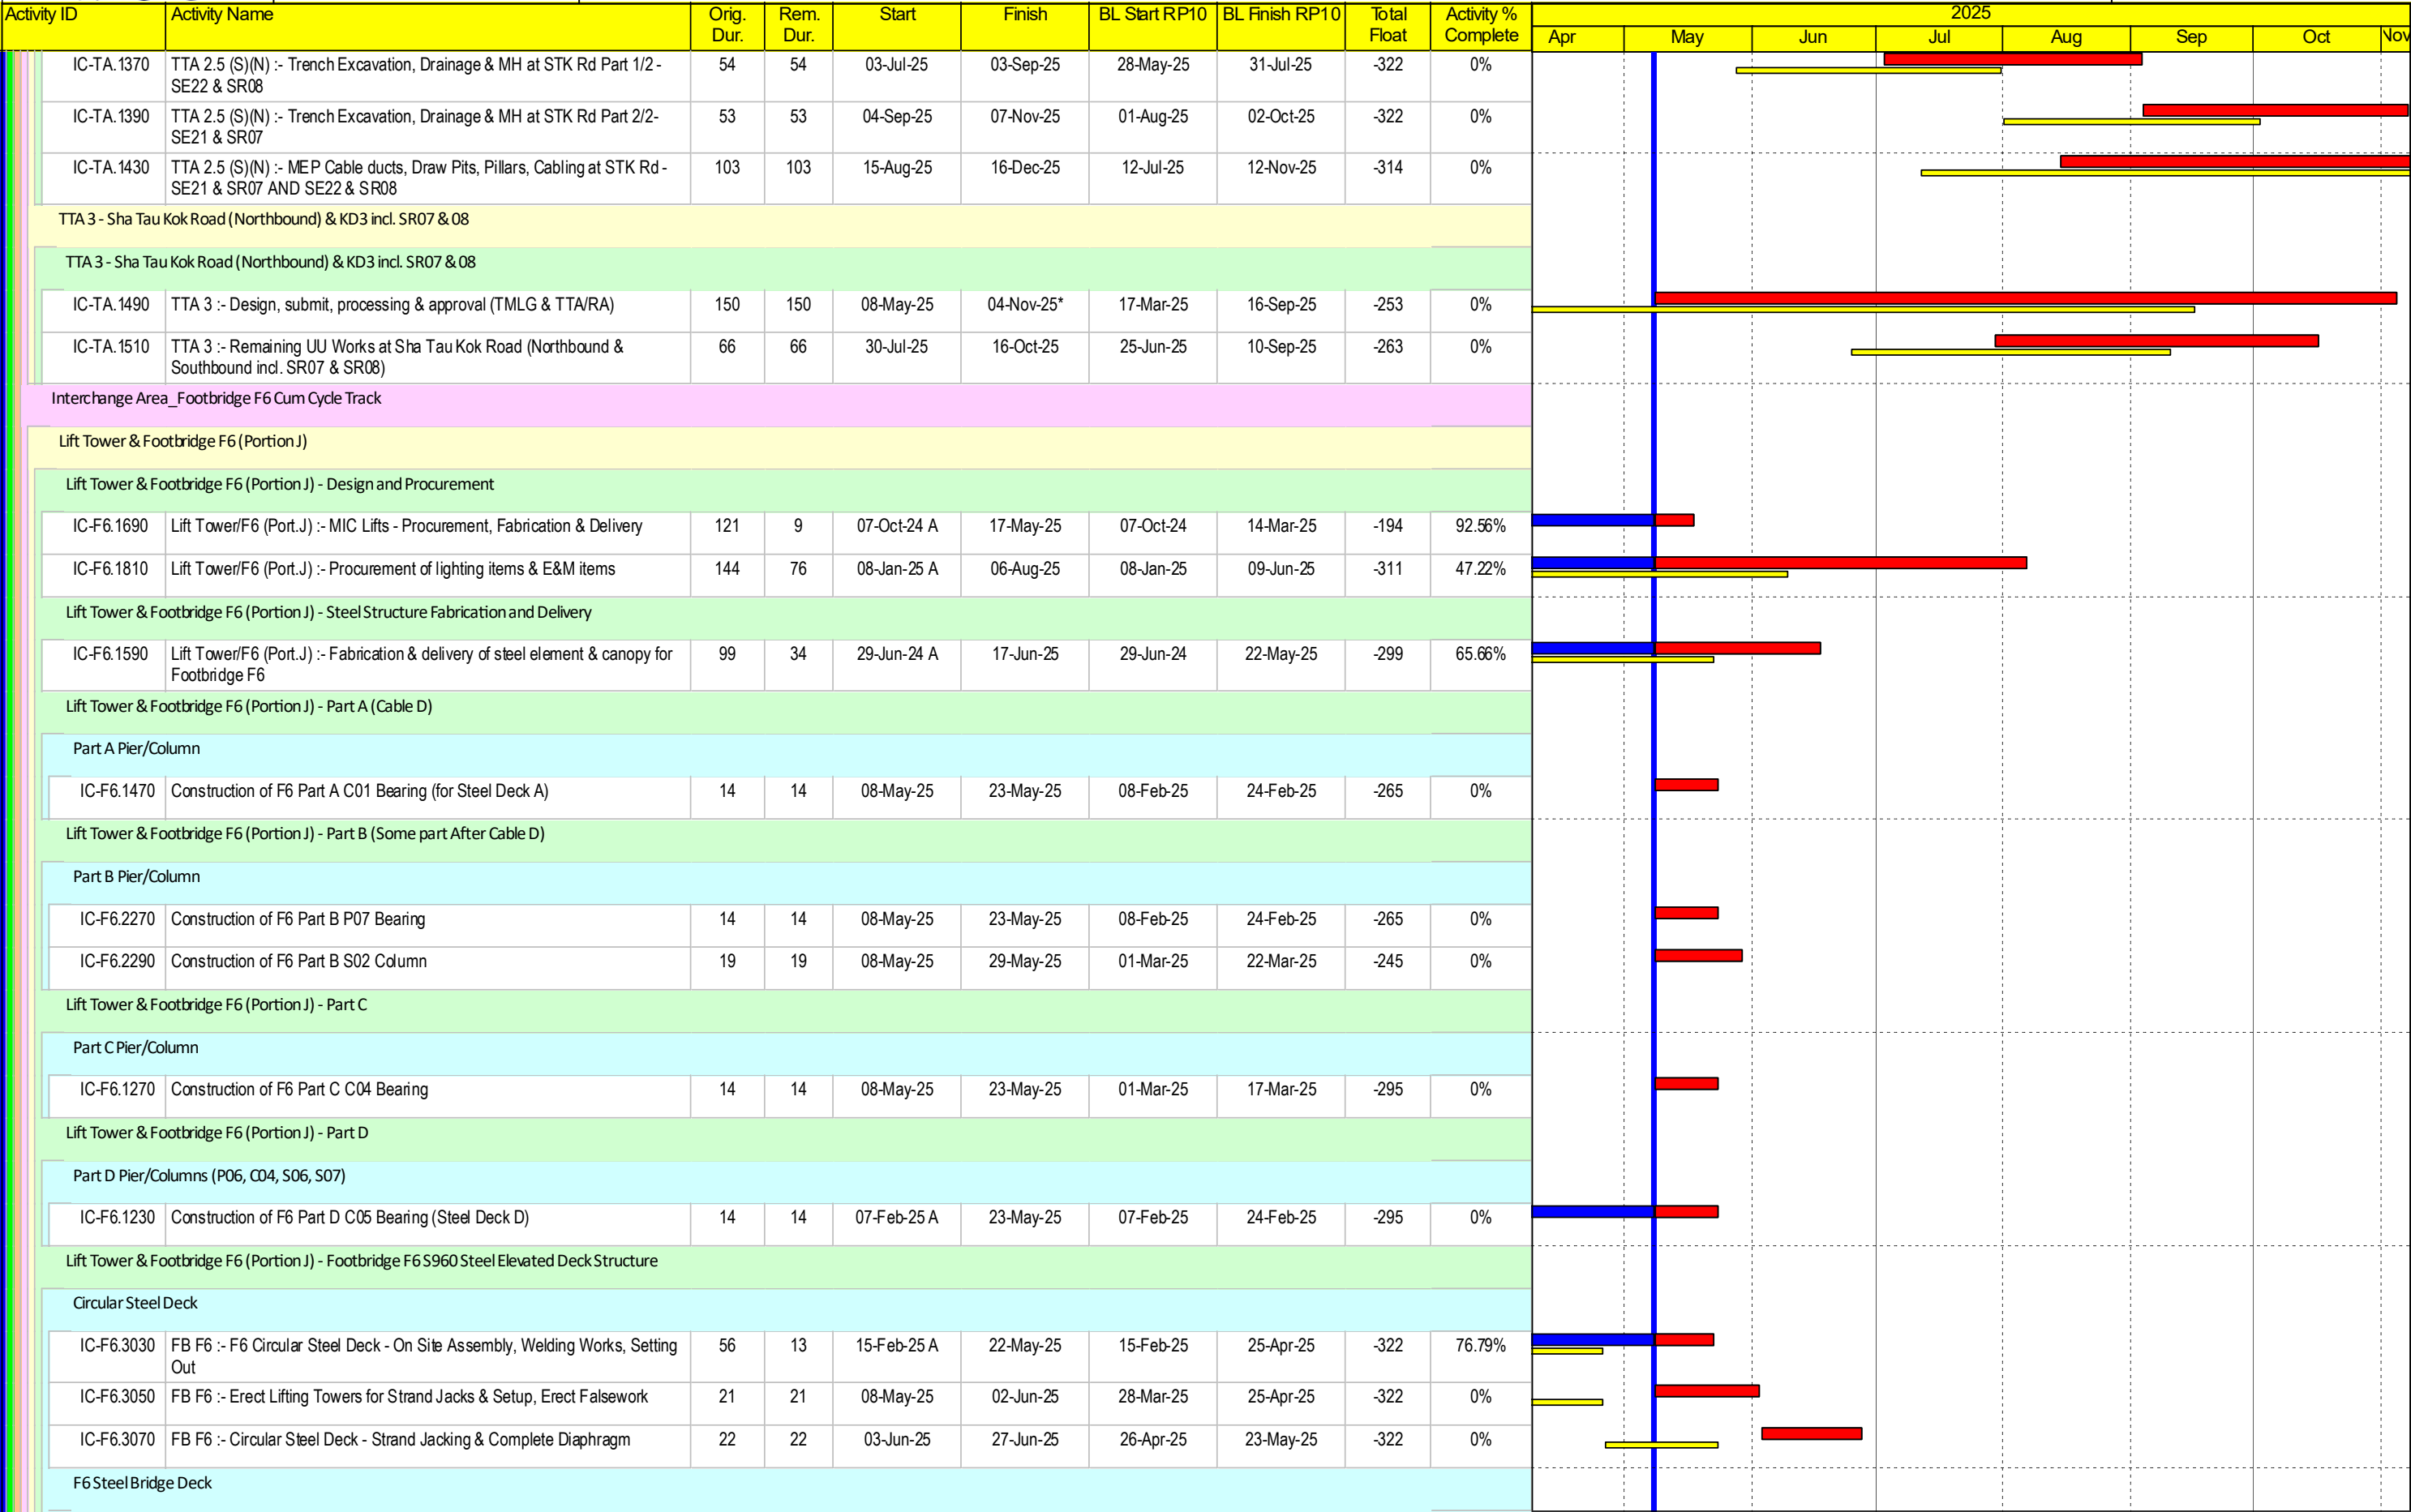 Activity ID Activity Name Orig. Dur. Rem. Dur. Start Finish BL Start RP10 BL Finish RP10 Total Float Activity % Complete 2025
Apr May Jun Jul Aug Sep Oct Nov
IC-TA.1370 TTA 2.5 (S)(N) :- Trench Excavation, Drainage & MH at STK Rd Part 1/2 - 54 54 03-Jul-25 03-Sep-25 28-May-25 31-Jul-25 -322 0%
SE22 & SR08
IC-TA.1390 TTA 2.5 (S)(N) :- Trench Excavation, Drainage & MH at STK Rd Part 2/2- 53 53 04-Sep-25 07-Nov-25 01-Aug-25 02-Oct-25 -322 0%
SE21 & SR07
IC-TA.1430 TTA 2.5 (S)(N) :- MEP Cable ducts, Draw Pits, Pillars, Cabling at STK Rd - 103 103 15-Aug-25 16-Dec-25 12-Jul-25 12-Nov-25 -314 0%
SE21 & SR07 AND SE22 & SR08
TTA 3 - Sha Tau Kok Road (Northbound) & KD3 incl. SR07 & 08
TTA 3 - Sha Tau Kok Road (Northbound) & KD3 incl. SR07 & 08
IC-TA.1490 TTA 3 :- Design, submit, processing & approval (TMLG & TTA/RA) 150 150 08-May-25 04-Nov-25* 17-Mar-25 16-Sep-25 -253 0%
IC-TA.1510 TTA 3 :- Remaining UU Works at Sha Tau Kok Road (Northbound & 66 66 30-Jul-25 16-Oct-25 25-Jun-25 10-Sep-25 -263 0%
Southbound incl. SR07 & SR08)
Interchange Area_Footbridge F6 Cum Cycle Track
Lift Tower & Footbridge F6 (Portion J)
Lift Tower & Footbridge F6 (Portion J) - Design and Procurement
IC-F6.1690 Lift Tower/F6 (Port.J) :- MIC Lifts - Procurement, Fabrication & Delivery 121 9 07-Oct-24 A 17-May-25 07-Oct-24 14-Mar-25 -194 92.56%
IC-F6.1810 Lift Tower/F6 (Port.J) :- Procurement of lighting items & E&M items 144 76 08-Jan-25 A 06-Aug-25 08-Jan-25 09-Jun-25 -311 47.22%
Lift Tower & Footbridge F6 (Portion J) - Steel Structure Fabrication and Delivery
IC-F6.1590 Lift Tower/F6 (Port.J) :- Fabrication & delivery of steel element & canopy for 99 34 29-Jun-24 A 17-Jun-25 29-Jun-24 22-May-25 -299 65.66%
Footbridge F6
Lift Tower & Footbridge F6 (Portion J) - Part A (Cable D)
Part A Pier/Column
IC-F6.1470 Construction of F6 Part A C01 Bearing (for Steel Deck A) 14 14 08-May-25 23-May-25 08-Feb-25 24-Feb-25 -265 0%
Lift Tower & Footbridge F6 (Portion J) - Part B (Some part After Cable D)
Part B Pier/Column
IC-F6.2270 Construction of F6 Part B P07 Bearing 14 14 08-May-25 23-May-25 08-Feb-25 24-Feb-25 -265 0%
IC-F6.2290 Construction of F6 Part B S02 Column 19 19 08-May-25 29-May-25 01-Mar-25 22-Mar-25 -245 0%
Lift Tower & Footbridge F6 (Portion J) - Part C
Part C Pier/Column
IC-F6.1270 Construction of F6 Part C C04 Bearing 14 14 08-May-25 23-May-25 01-Mar-25 17-Mar-25 -295 0%
Lift Tower & Footbridge F6 (Portion J) - Part D
Part D Pier/Columns (P06, C04, S06, S07)
IC-F6.1230 Construction of F6 Part D C05 Bearing (Steel Deck D) 14 14 07-Feb-25 A 23-May-25 07-Feb-25 24-Feb-25 -295 0%
Lift Tower & Footbridge F6 (Portion J) - Footbridge F6 S960 Steel Elevated Deck Structure
Circular Steel Deck
IC-F6.3030 FB F6 :- F6 Circular Steel Deck - On Site Assembly, Welding Works, Setting 56 13 15-Feb-25 A 22-May-25 15-Feb-25 25-Apr-25 -322 76.79%
Out
IC-F6.3050 FB F6 :- Erect Lifting Towers for Strand Jacks & Setup, Erect Falsework 21 21 08-May-25 02-Jun-25 28-Mar-25 25-Apr-25 -322 0%
IC-F6.3070 FB F6 :- Circular Steel Deck - Strand Jacking & Complete Diaphragm 22 22 03-Jun-25 27-Jun-25 26-Apr-25 23-May-25 -322 0%
F6 Steel Bridge Deck